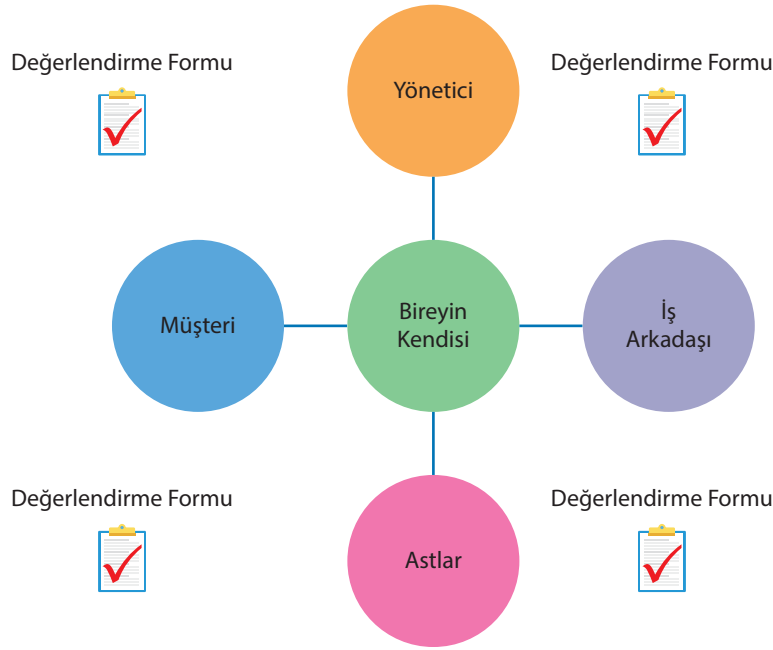 Değerlendirme Formu
Yönetici
Değerlendirme Formu
Müşteri
Bireyin
Kendisi
İş
Arkadaşı
Değerlendirme Formu
Astlar
Değerlendirme Formu